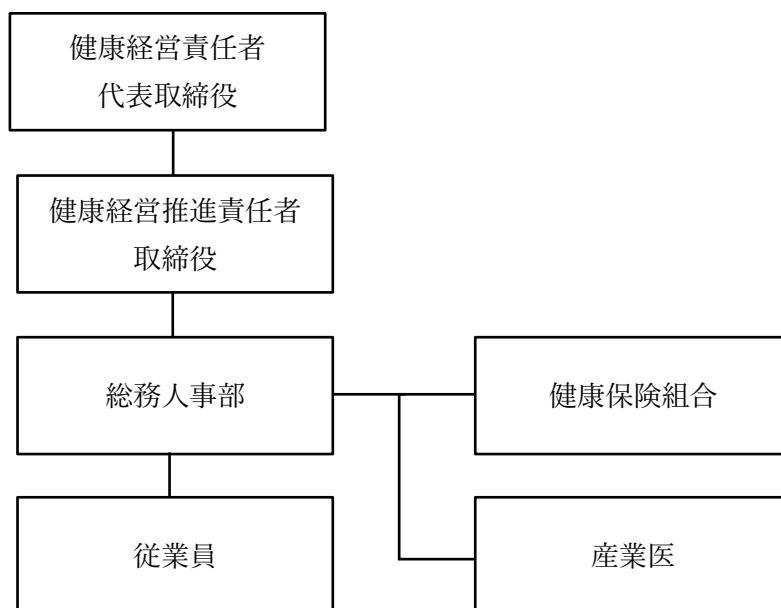 健康経営責任者
代表取締役
健康経営推進責任者
取締役
総務人事部
健康保険組合
従業員
産業医